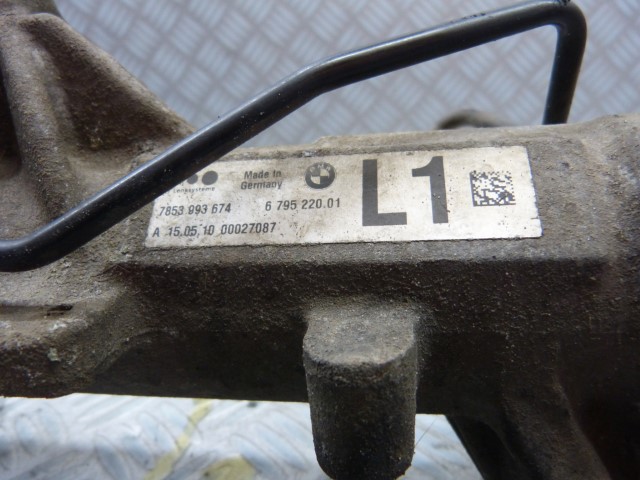 Made in
Germany
7853 993 674 6 795 220.01
A 15.05.10 00027087
L1